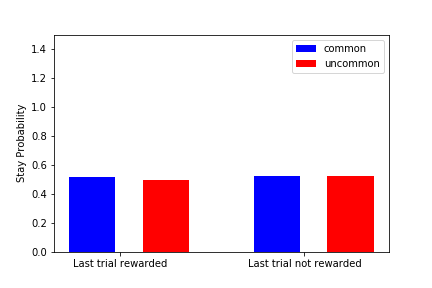 1.4
1.2
1.0
0.8
0.6
0.4
0.2
0.0
Stay Probability
common
uncommon
Last trial rewarded
Last trial not rewarded